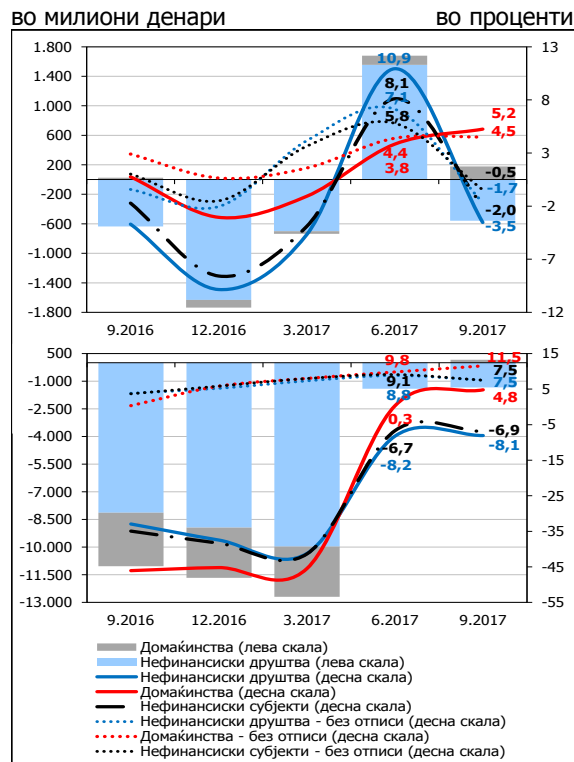 во милиони денари во проценти
1.800 13
10,9
1.400
1.000 8,1 8
7,1
600 5,8 5,2
4,5
200 4,4 3
3,8 -0,5
-200 -1,7
-2
-600 -2,0
-3,5
-1.000 -7
-1.400
-1.800 -12
9.2016 12.2016 3.2017 6.2017 9.2017
500 9,8 11,5 15
7,5
-1.000 9,1 7,5 5
8,8 4,8
-2.500 0,3
-5
-4.000 -6,7 -6,9
-8,2 -8,1
-5.500 -15
-7.000 -25
-8.500 -35
-10.000
-11.500 -45
-13.000 -55
9.2016 12.2016 3.2017 6.2017 9.2017
Домаќинства (лева скала)
Нефинансиски друштва (лева скала)
Нефинансиски друштва (десна скала)
Домаќинства (десна скала)
Нефинансиски субјекти (десна скала)
Нефинансиски друштва - без отписи (десна скала)
Домаќинства - без отписи (десна скала)
Нефинансиски субјекти - без отписи (десна скала)